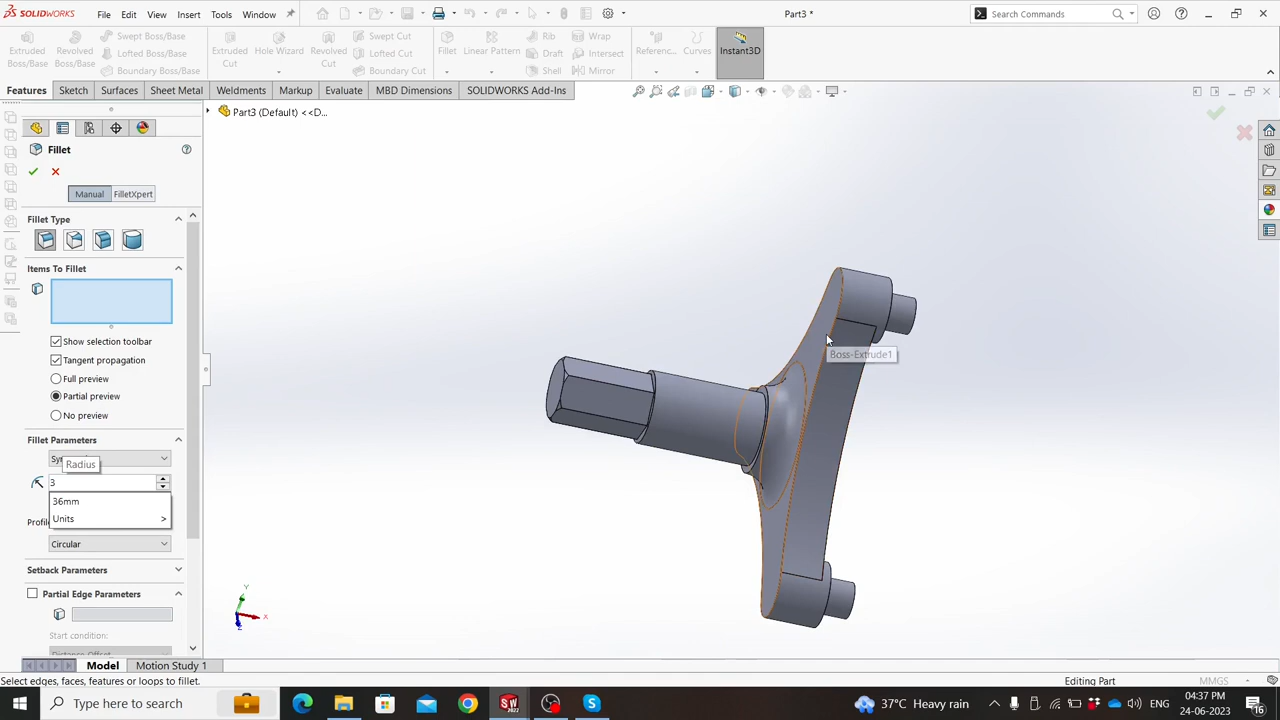 SOLIDWORKS
File
Edit
View
Insert
Tools
Window
Part3 *
Search Commands
Extruded
Boss/Base
Revolved
Boss/Base
Swept Boss/Base
Lofted Boss/Base
Boundary Boss/Base
Extruded
Cut
Hole Wizard
Revolved
Cut
Swept Cut
Lofted Cut
Boundary Cut
Fillet
Linear Pattern
Rib
Draft
Shell
Wrap
Intersect
Mirror
Referenc...
Curves
Instant3D
Features
Sketch
Surfaces
Sheet Metal
Weldments
Markup
Evaluate
MBD Dimensions
SOLIDWORKS Add-Ins
Part3 (Default) <<D...
Fillet
Manual
FilletXpert
Fillet Type
Items To Fillet
Show selection toolbar
Tangent propagation
Full preview
Partial preview
No preview
Fillet Parameters
Radius
3
36mm
Units >
Circular
Setback Parameters
Partial Edge Parameters
Start condition:
Boss-Extrude1
Y
X
Z
Model
Motion Study 1
Select edges, faces, features or loops to fillet.
Editing Part
MMGS
Type here to search
37°C Heavy rain
ENG
04:37 PM
24-06-2023
16